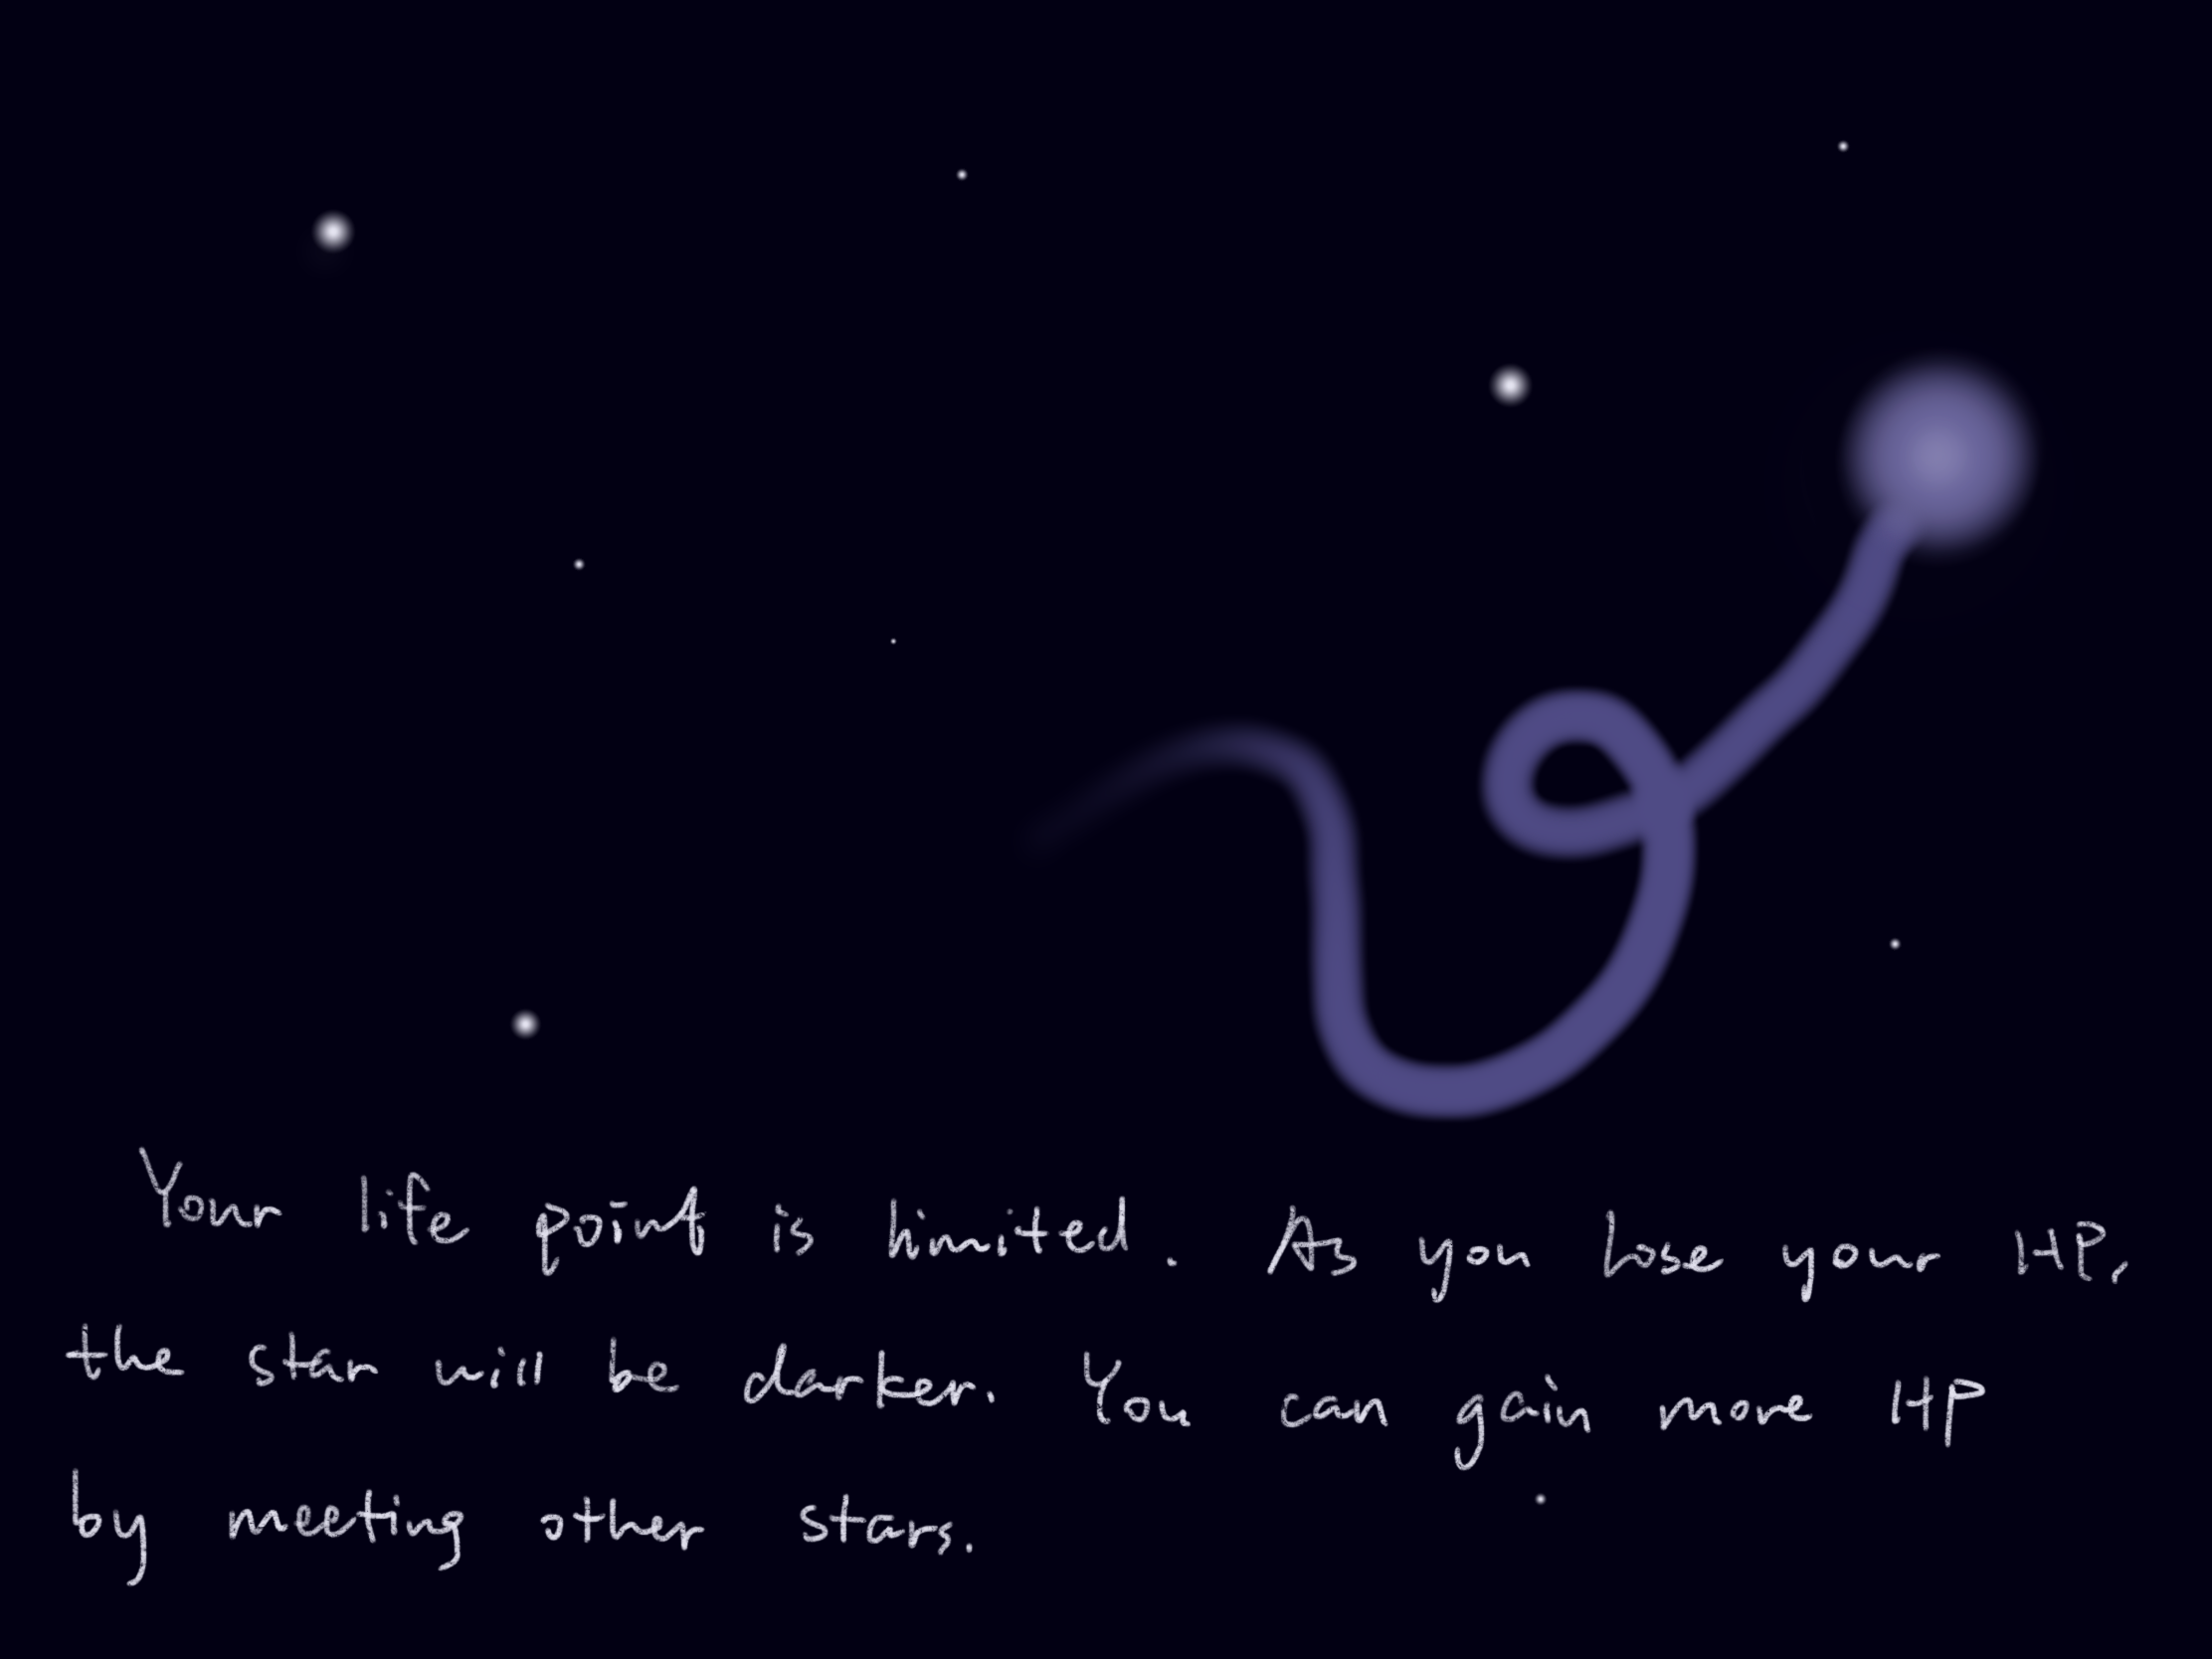 Your life point is limited. As you lose your HP,
the star will be darker. You can gain more HP
by meeting other stars.